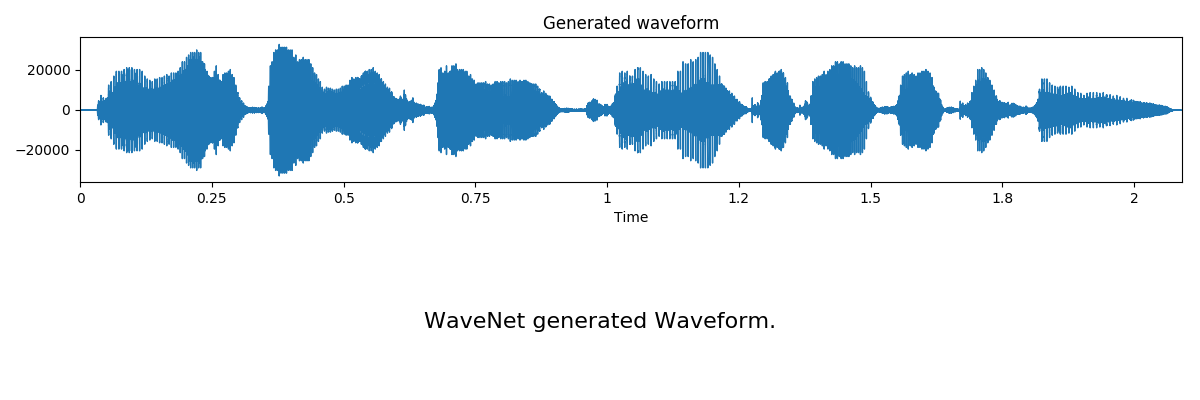 Generated waveform
20000
0
−20000
0 0.25 0.5 0.75 1 1.2 1.5 1.8 2
Time
WaveNet generated Waveform.